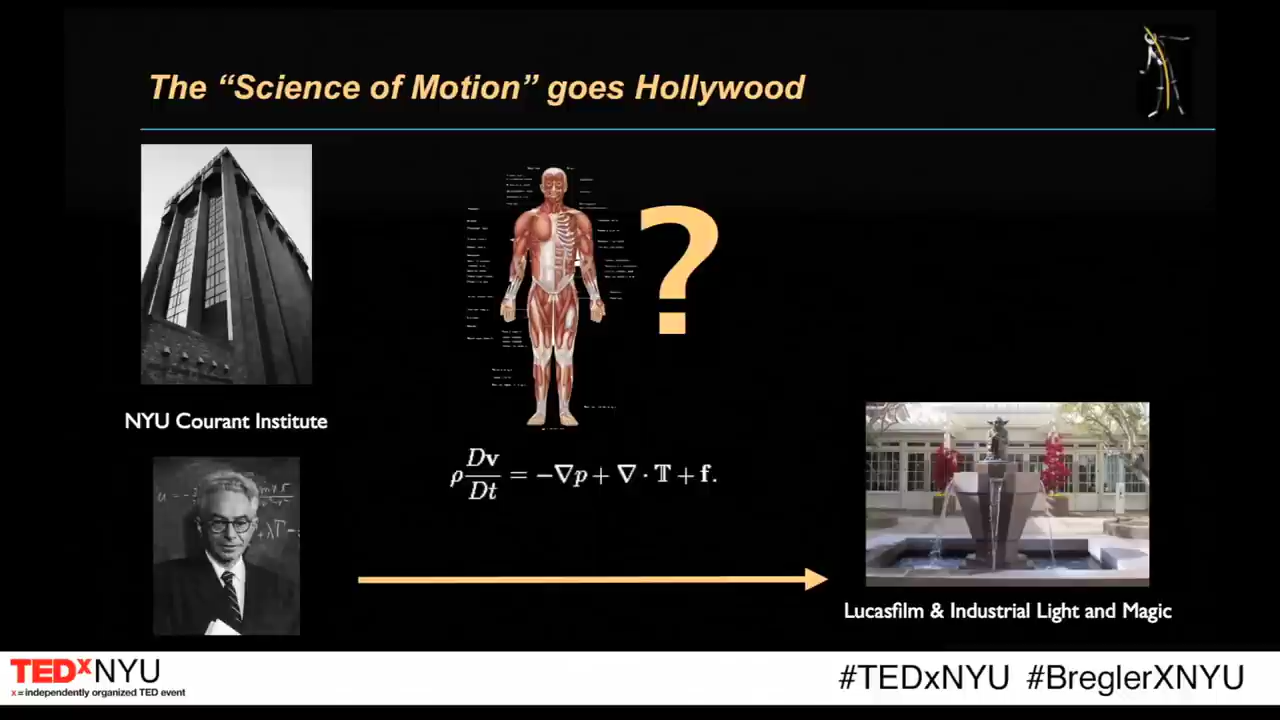 The “Science of Motion” goes Hollywood
NYU Courant Institute
ρ Dv/Dt = −∇p + ∇ · 𝕋 + f.
Lucasfilm & Industrial Light and Magic
TEDxNYU
x = independently organized TED event
#TEDxNYU #BreglerXNYU